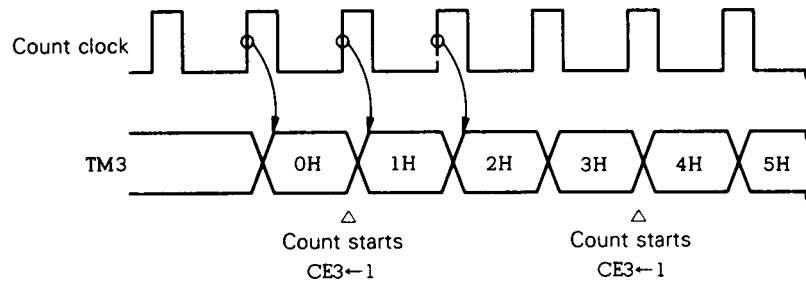 Count clock
TM3
0H
1H
2H
3H
4H
5H
Count starts
CE3←1
Count starts
CE3←1